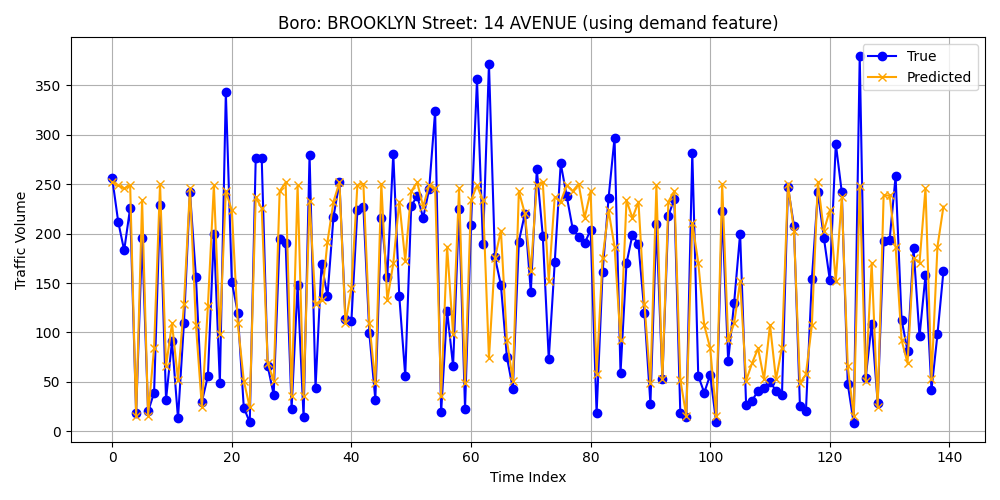 Boro: BROOKLYN Street: 14 AVENUE (using demand feature)
True
Predicted
Traffic Volume
350
300
250
200
150
100
50
0
0 20 40 60 80 100 120 140
Time Index